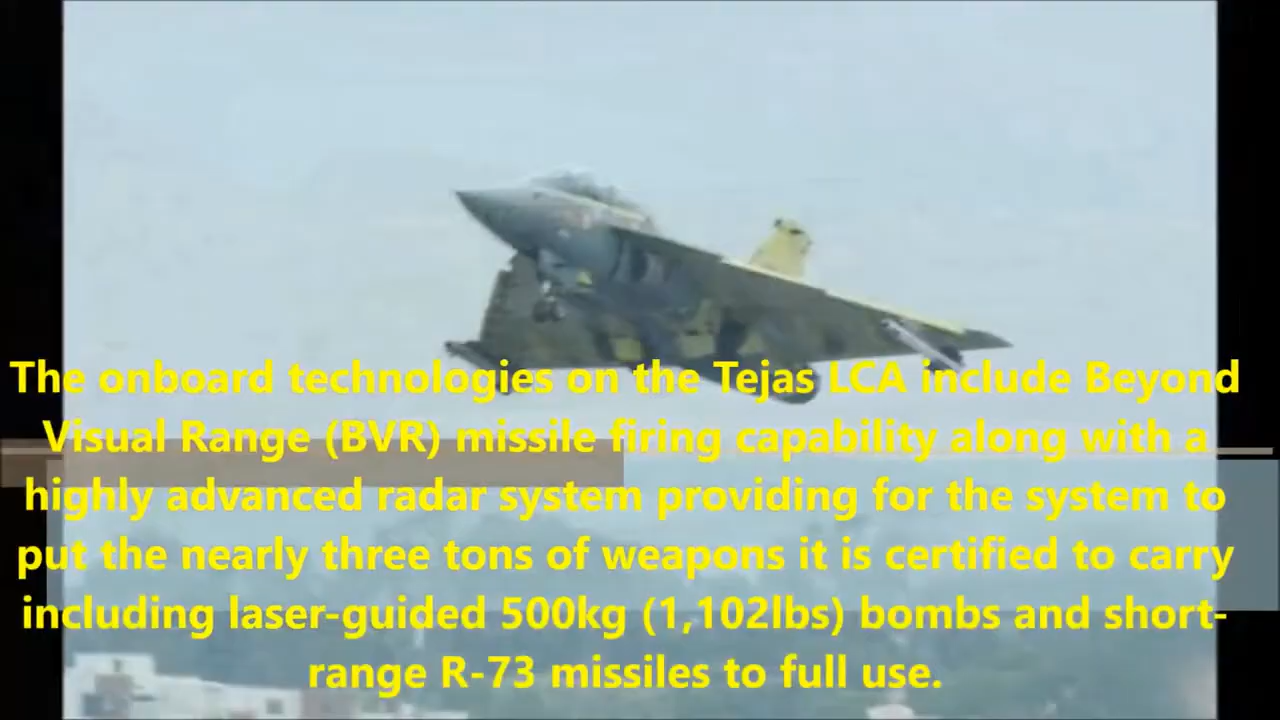 The onboard technologies on the Tejas LCA include Beyond
Visual Range (BVR) missile firing capability along with a
highly advanced radar system providing for the system to
put the nearly three tons of weapons it is certified to carry
including laser-guided 500kg (1,102lbs) bombs and short-
range R-73 missiles to full use.